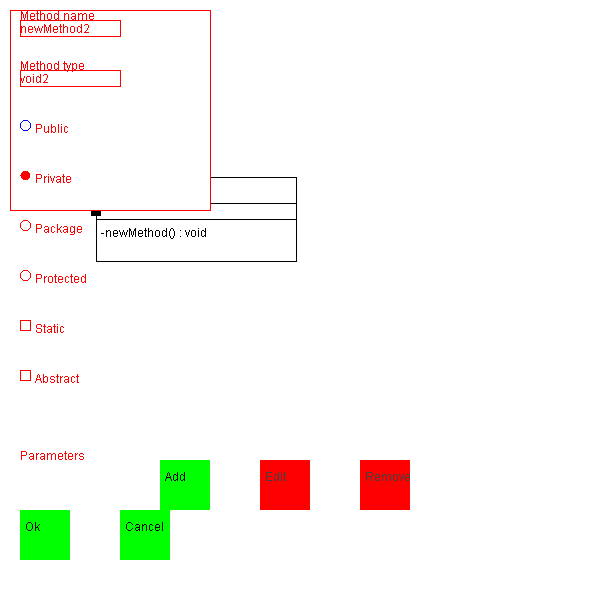 Method name
newMethod2
Method type
void2
Public
Private
Package
-newMethod() : void
Protected
Static
Abstract
Parameters
Add
Edit
Remove
Ok
Cancel